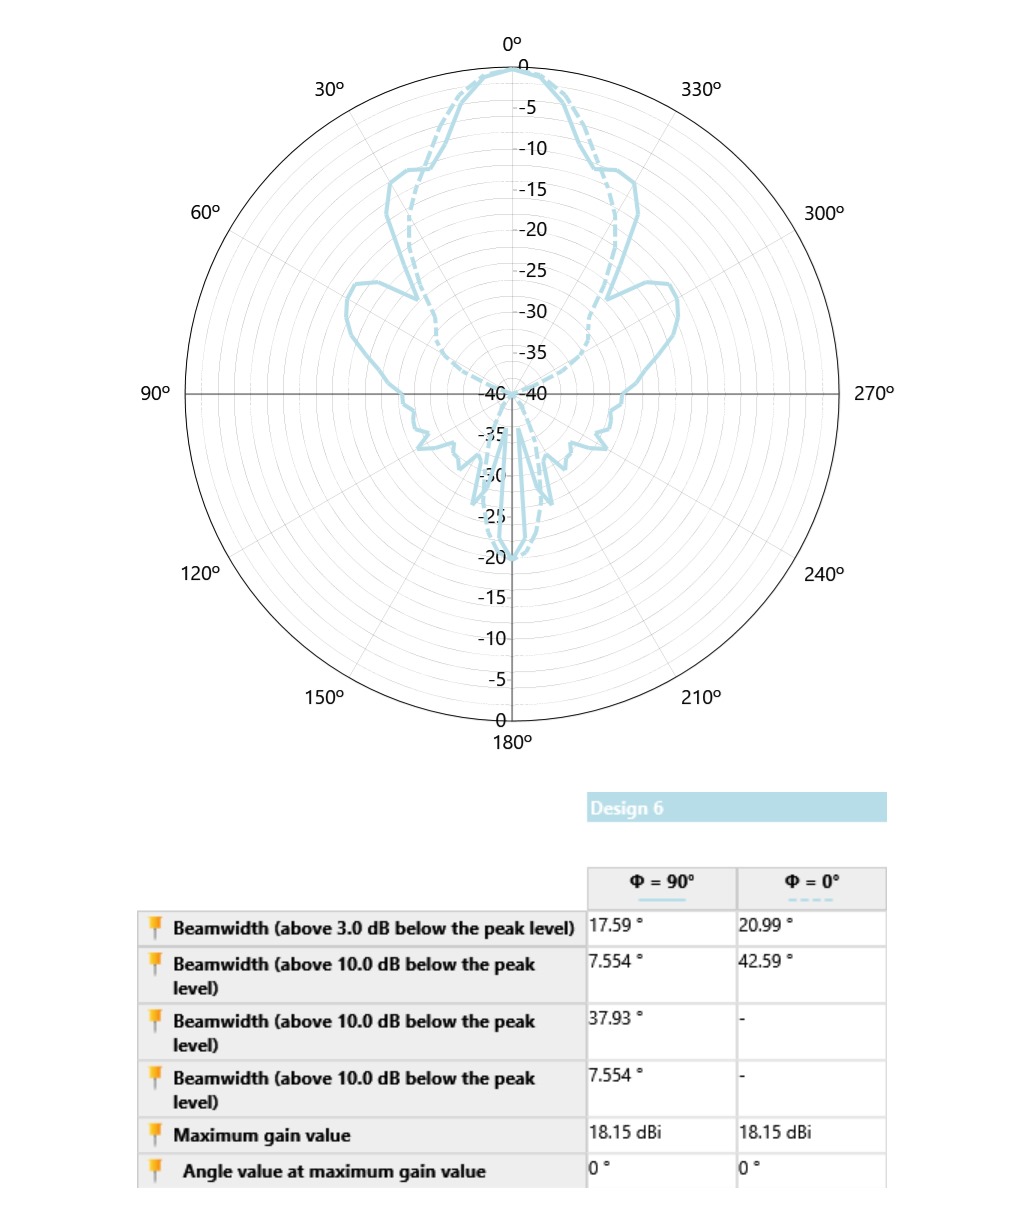 0º
0
30º
330º
-5
-10
-15
60º
300º
-20
-25
-30
-35
90º
-40
-40
270º
-35
-30
-25
-20
120º
240º
-15
-10
-5
150º
210º
0
180º
Design 6
Φ = 90º
Φ = 0º
Beamwidth (above 3.0 dB below the peak level) 17.59 º 20.99 º
Beamwidth (above 10.0 dB below the peak 7.554 º 42.59 º
level)
Beamwidth (above 10.0 dB below the peak 37.93 º -
level)
Beamwidth (above 10.0 dB below the peak 7.554 º -
level)
Maximum gain value 18.15 dBi 18.15 dBi
Angle value at maximum gain value 0 º 0 º